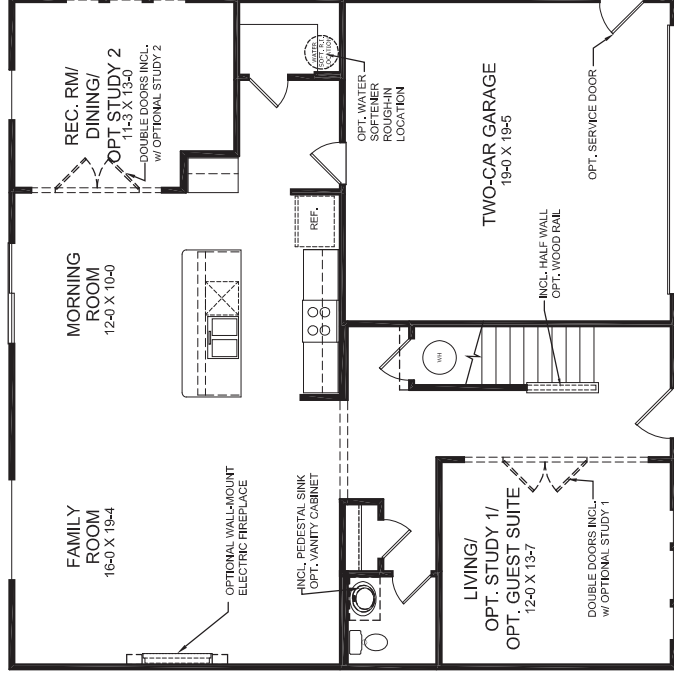 REC. RM/
DINING/
OPT STUDY 2
11-3 X 13-0
DOUBLE DOORS INCL.
w/ OPTIONAL STUDY 2
WATER
SOFT. R.I.
LOCATION
OPT. WATER
SOFTENER
ROUGH-IN
LOCATION
TWO-CAR GARAGE
19-0 X 19-5
OPT. SERVICE DOOR
MORNING
ROOM
12-0 X 10-0
REF.
INCL. HALF WALL
OPT. WOOD RAIL
WH
FAMILY
ROOM
16-0 X 19-4
OPTIONAL WALL-MOUNT
ELECTRIC FIREPLACE
INCL. PEDESTAL SINK
OPT. VANITY CABINET
LIVING/
OPT. STUDY 1/
OPT. GUEST SUITE
12-0 X 13-7
DOUBLE DOORS INCL.
w/ OPTIONAL STUDY 1